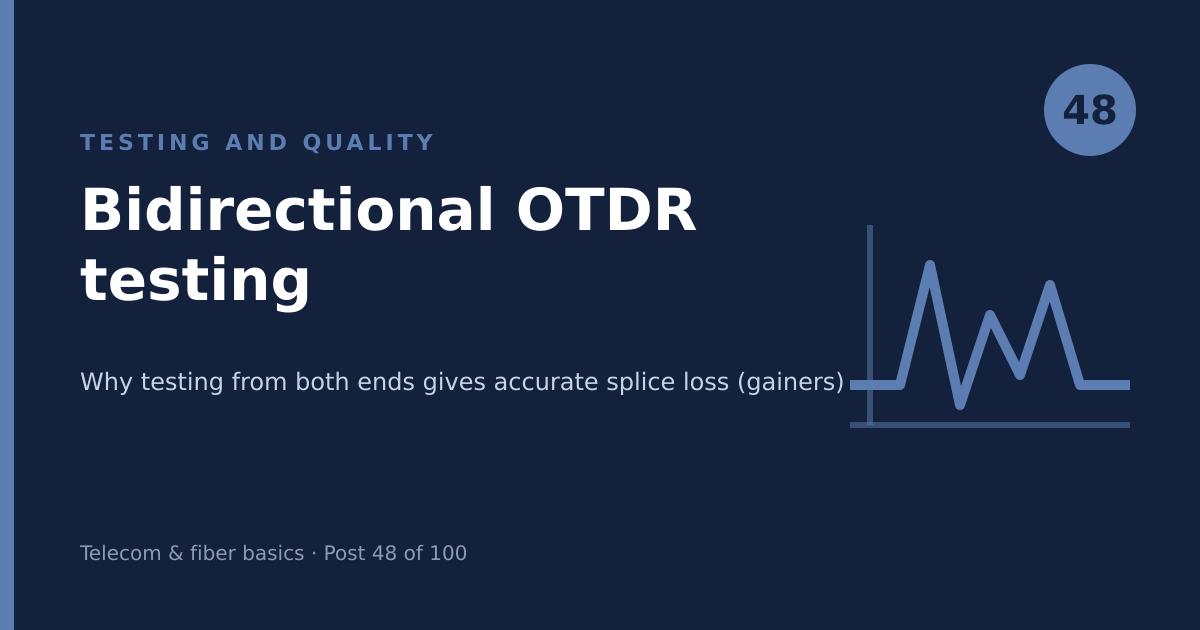 48
TESTING AND QUALITY
Bidirectional OTDR
testing
Why testing from both ends gives accurate splice loss (gainers)
Telecom & fiber basics · Post 48 of 100